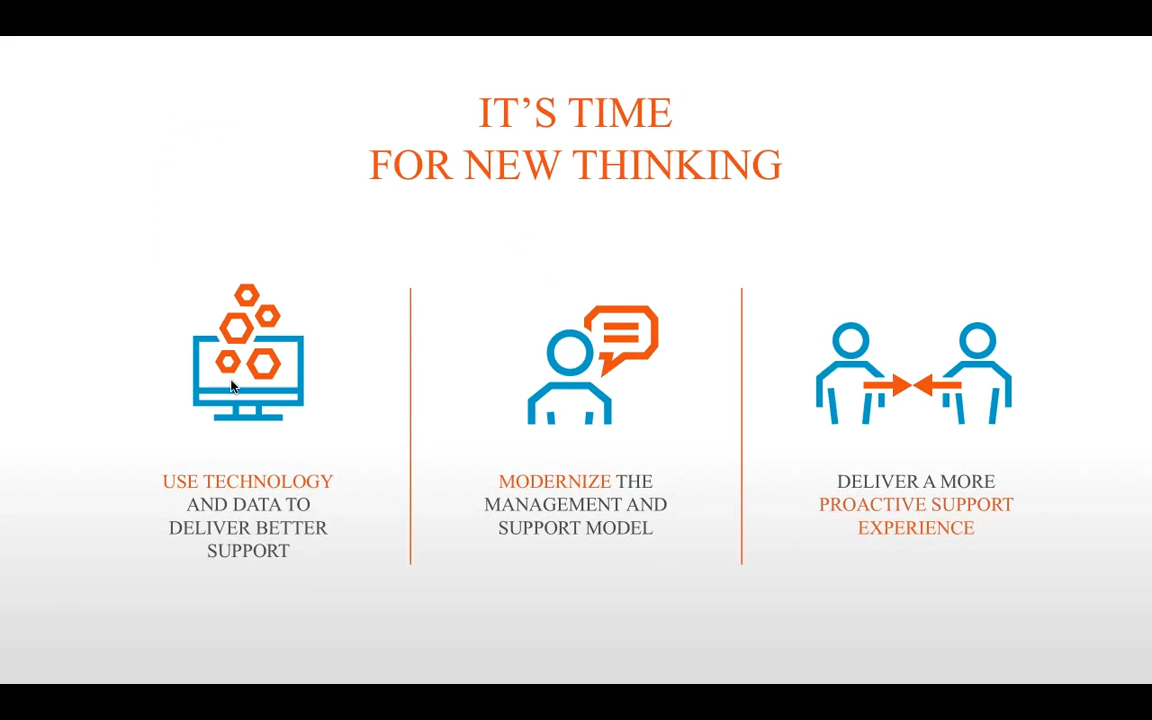 IT’S TIME
FOR NEW THINKING
USE TECHNOLOGY
AND DATA TO
DELIVER BETTER
SUPPORT
MODERNIZE THE
MANAGEMENT AND
SUPPORT MODEL
DELIVER A MORE
PROACTIVE SUPPORT
EXPERIENCE